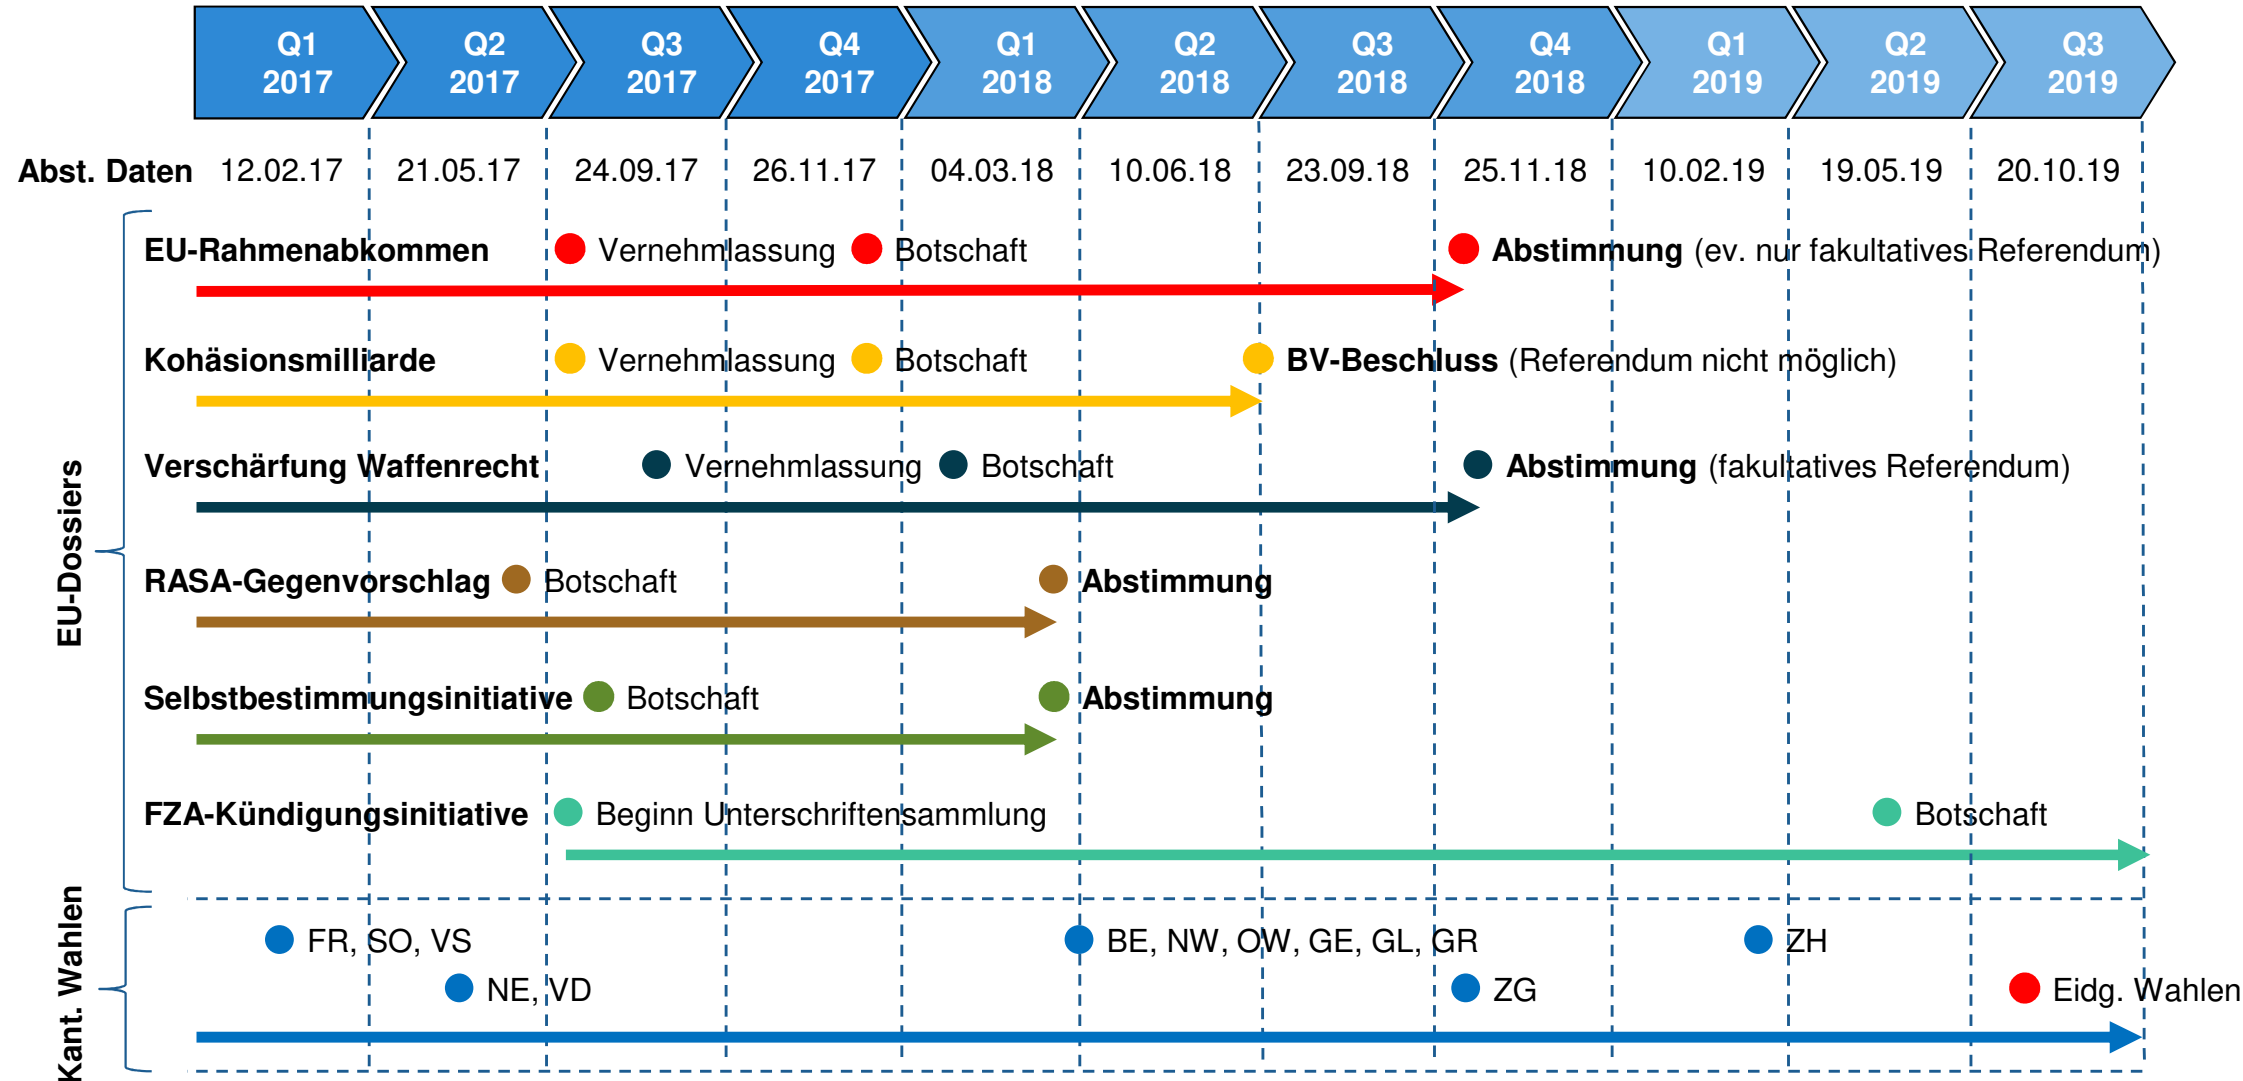 Q1 Q2 Q3 Q4 Q1 Q2 Q3 Q4 Q1 Q2 Q3
2017 2017 2017 2017 2018 2018 2018 2018 2019 2019 2019
Abst. Daten 12.02.17 21.05.17 24.09.17 26.11.17 04.03.18 10.06.18 23.09.18 25.11.18 10.02.19 19.05.19 20.10.19
EU-Dossiers
EU-Rahmenabkommen Vernehmlassung Botschaft Abstimmung (ev. nur fakultatives Referendum)
Kohäsionsmilliarde Vernehmlassung Botschaft BV-Beschluss (Referendum nicht möglich)
Verschärfung Waffenrecht Vernehmlassung Botschaft Abstimmung (fakultatives Referendum)
RASA-Gegenvorschlag Botschaft Abstimmung
Selbstbestimmungsinitiative Botschaft Abstimmung
FZA-Kündigungsinitiative Beginn Unterschriftensammlung Botschaft
Kant. Wahlen
FR, SO, VS BE, NW, OW, GE, GL, GR ZH
NE, VD ZG Eidg. Wahlen